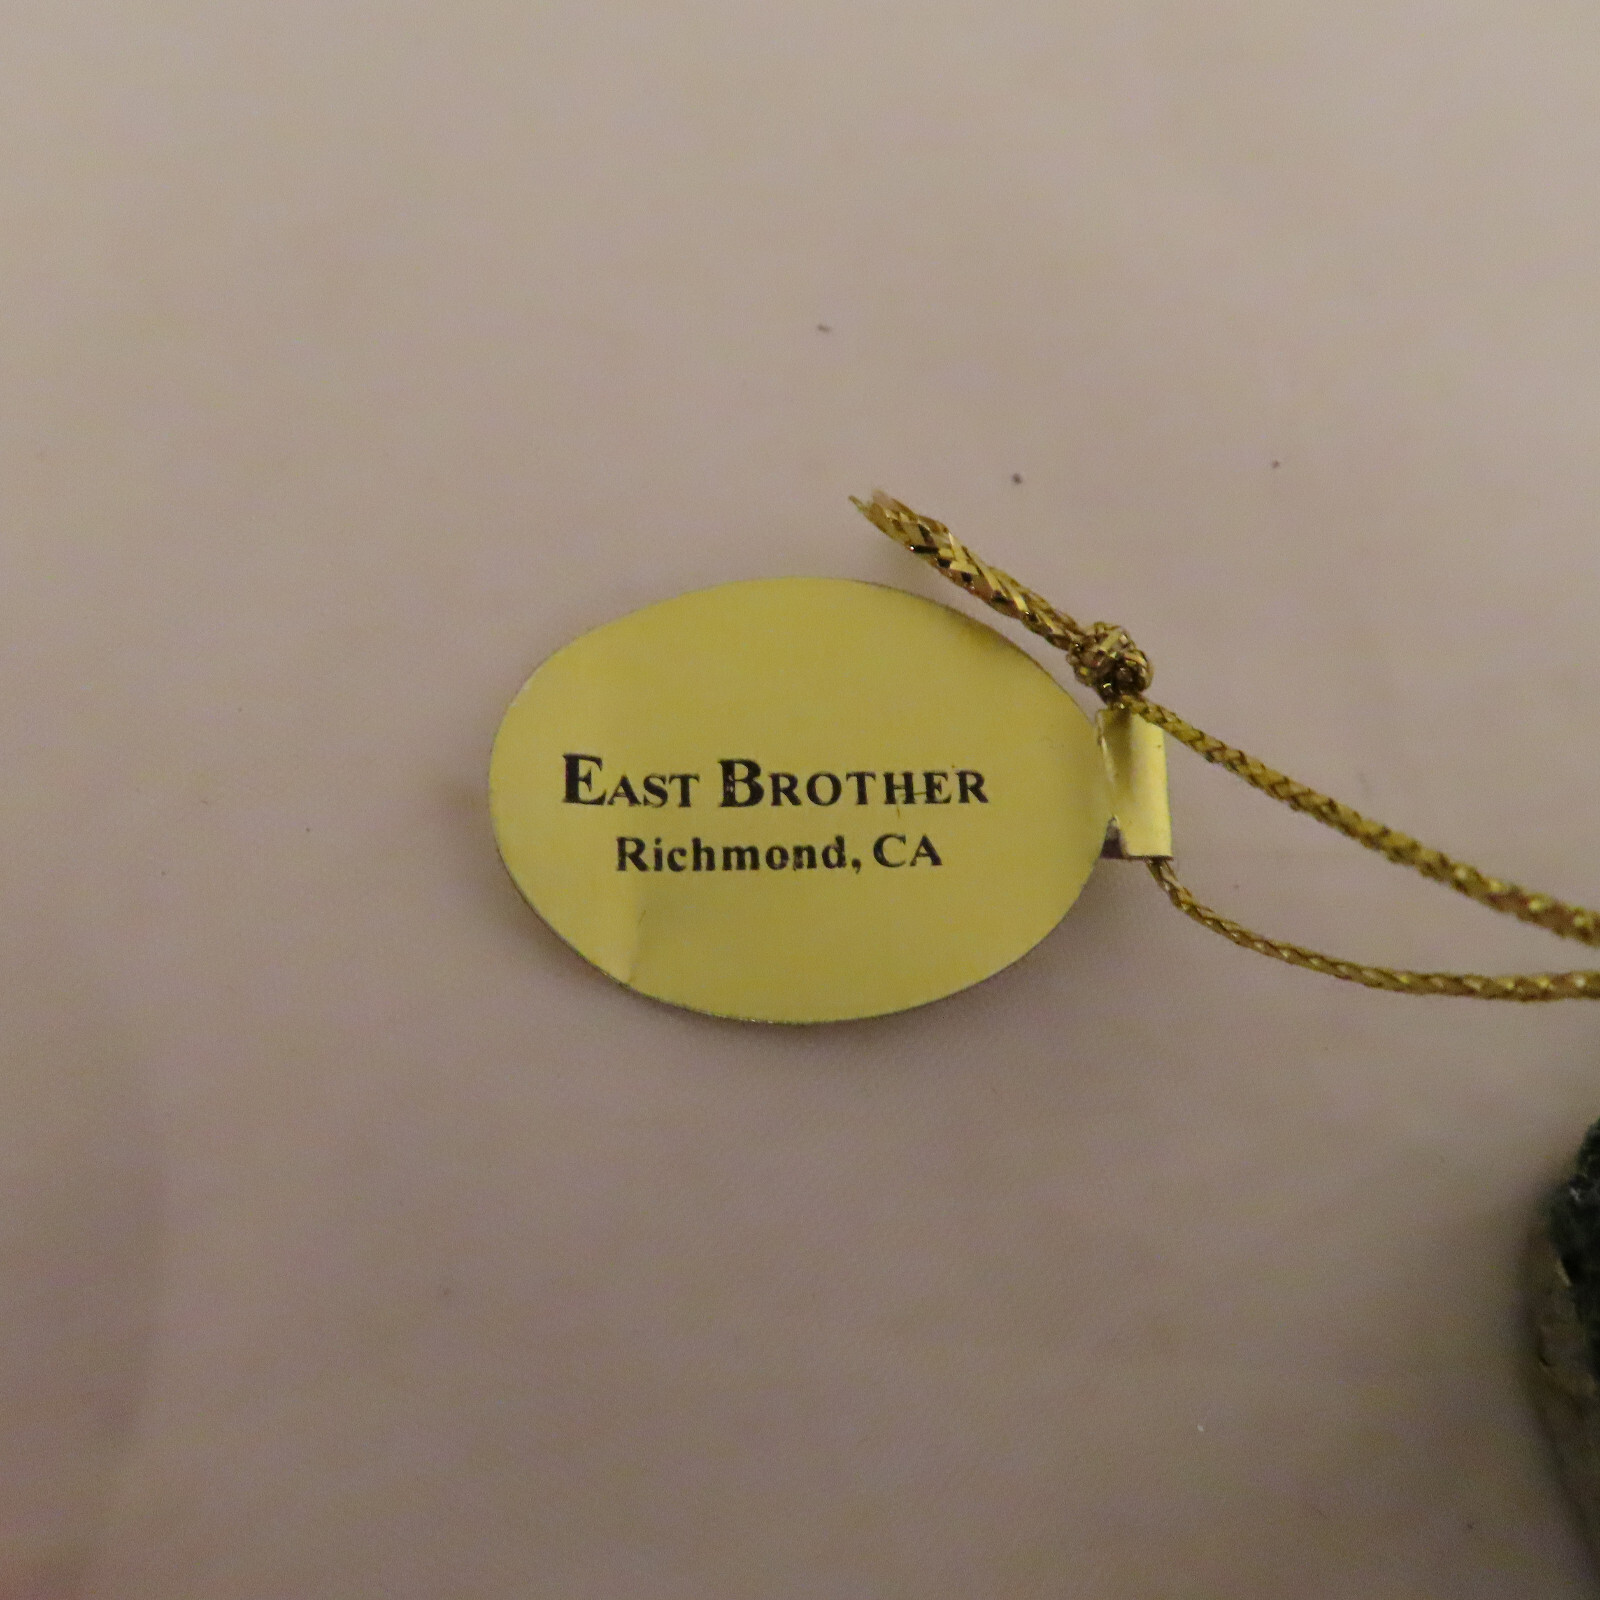 EAST BROTHER
Richmond, CA